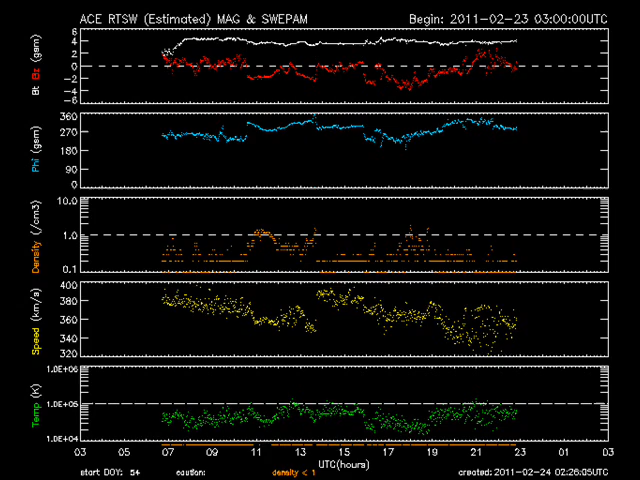 ACE RTSW (Estimated) MAG & SWEPAM Begin: 2011-02-23 03:00:00UTC
Bt Bz (gsm)
6
4
2
0
-2
-4
-6
Phi (gsm)
360
270
180
90
0
Density (/cm3)
10.0
1.0
0.1
Speed (km/s)
400
380
360
340
320
Temp (K)
1.0E+06
1.0E+05
1.0E+04
03 05 07 09 11 13 15 17 19 21 23 01 03
UTC(hours)
start DOY: 54 caution: density < 1 created: 2011-02-24 02:26:05UTC